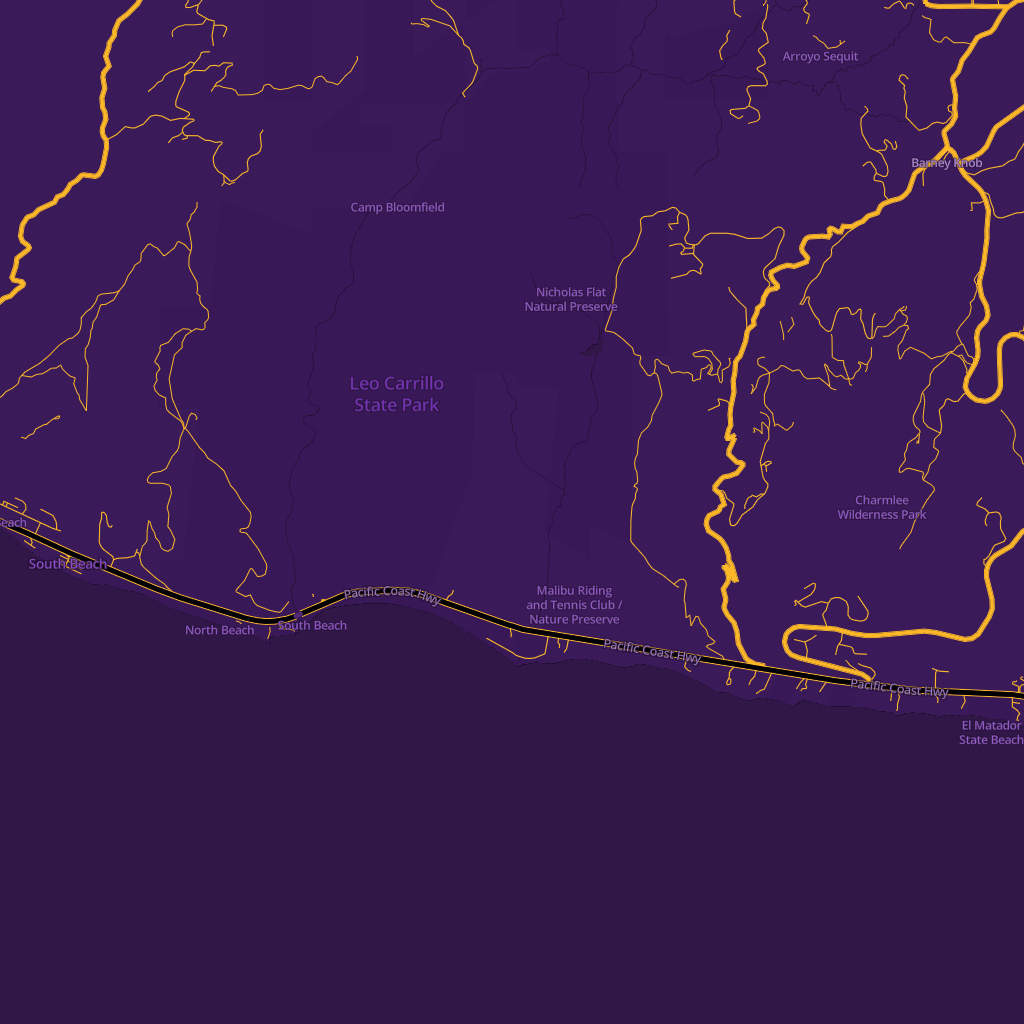 Arroyo Sequit
Barney Knob
Camp Bloomfield
Nicholas Flat
Natural Preserve
Leo Carrillo
State Park
Charmlee
Wilderness Park
each
South Beach
Pacific Coast Hwy
Malibu Riding
and Tennis Club /
Nature Preserve
North Beach
South Beach
Pacific Coast Hwy
Pacific Coast Hwy
El Matador
State Beach